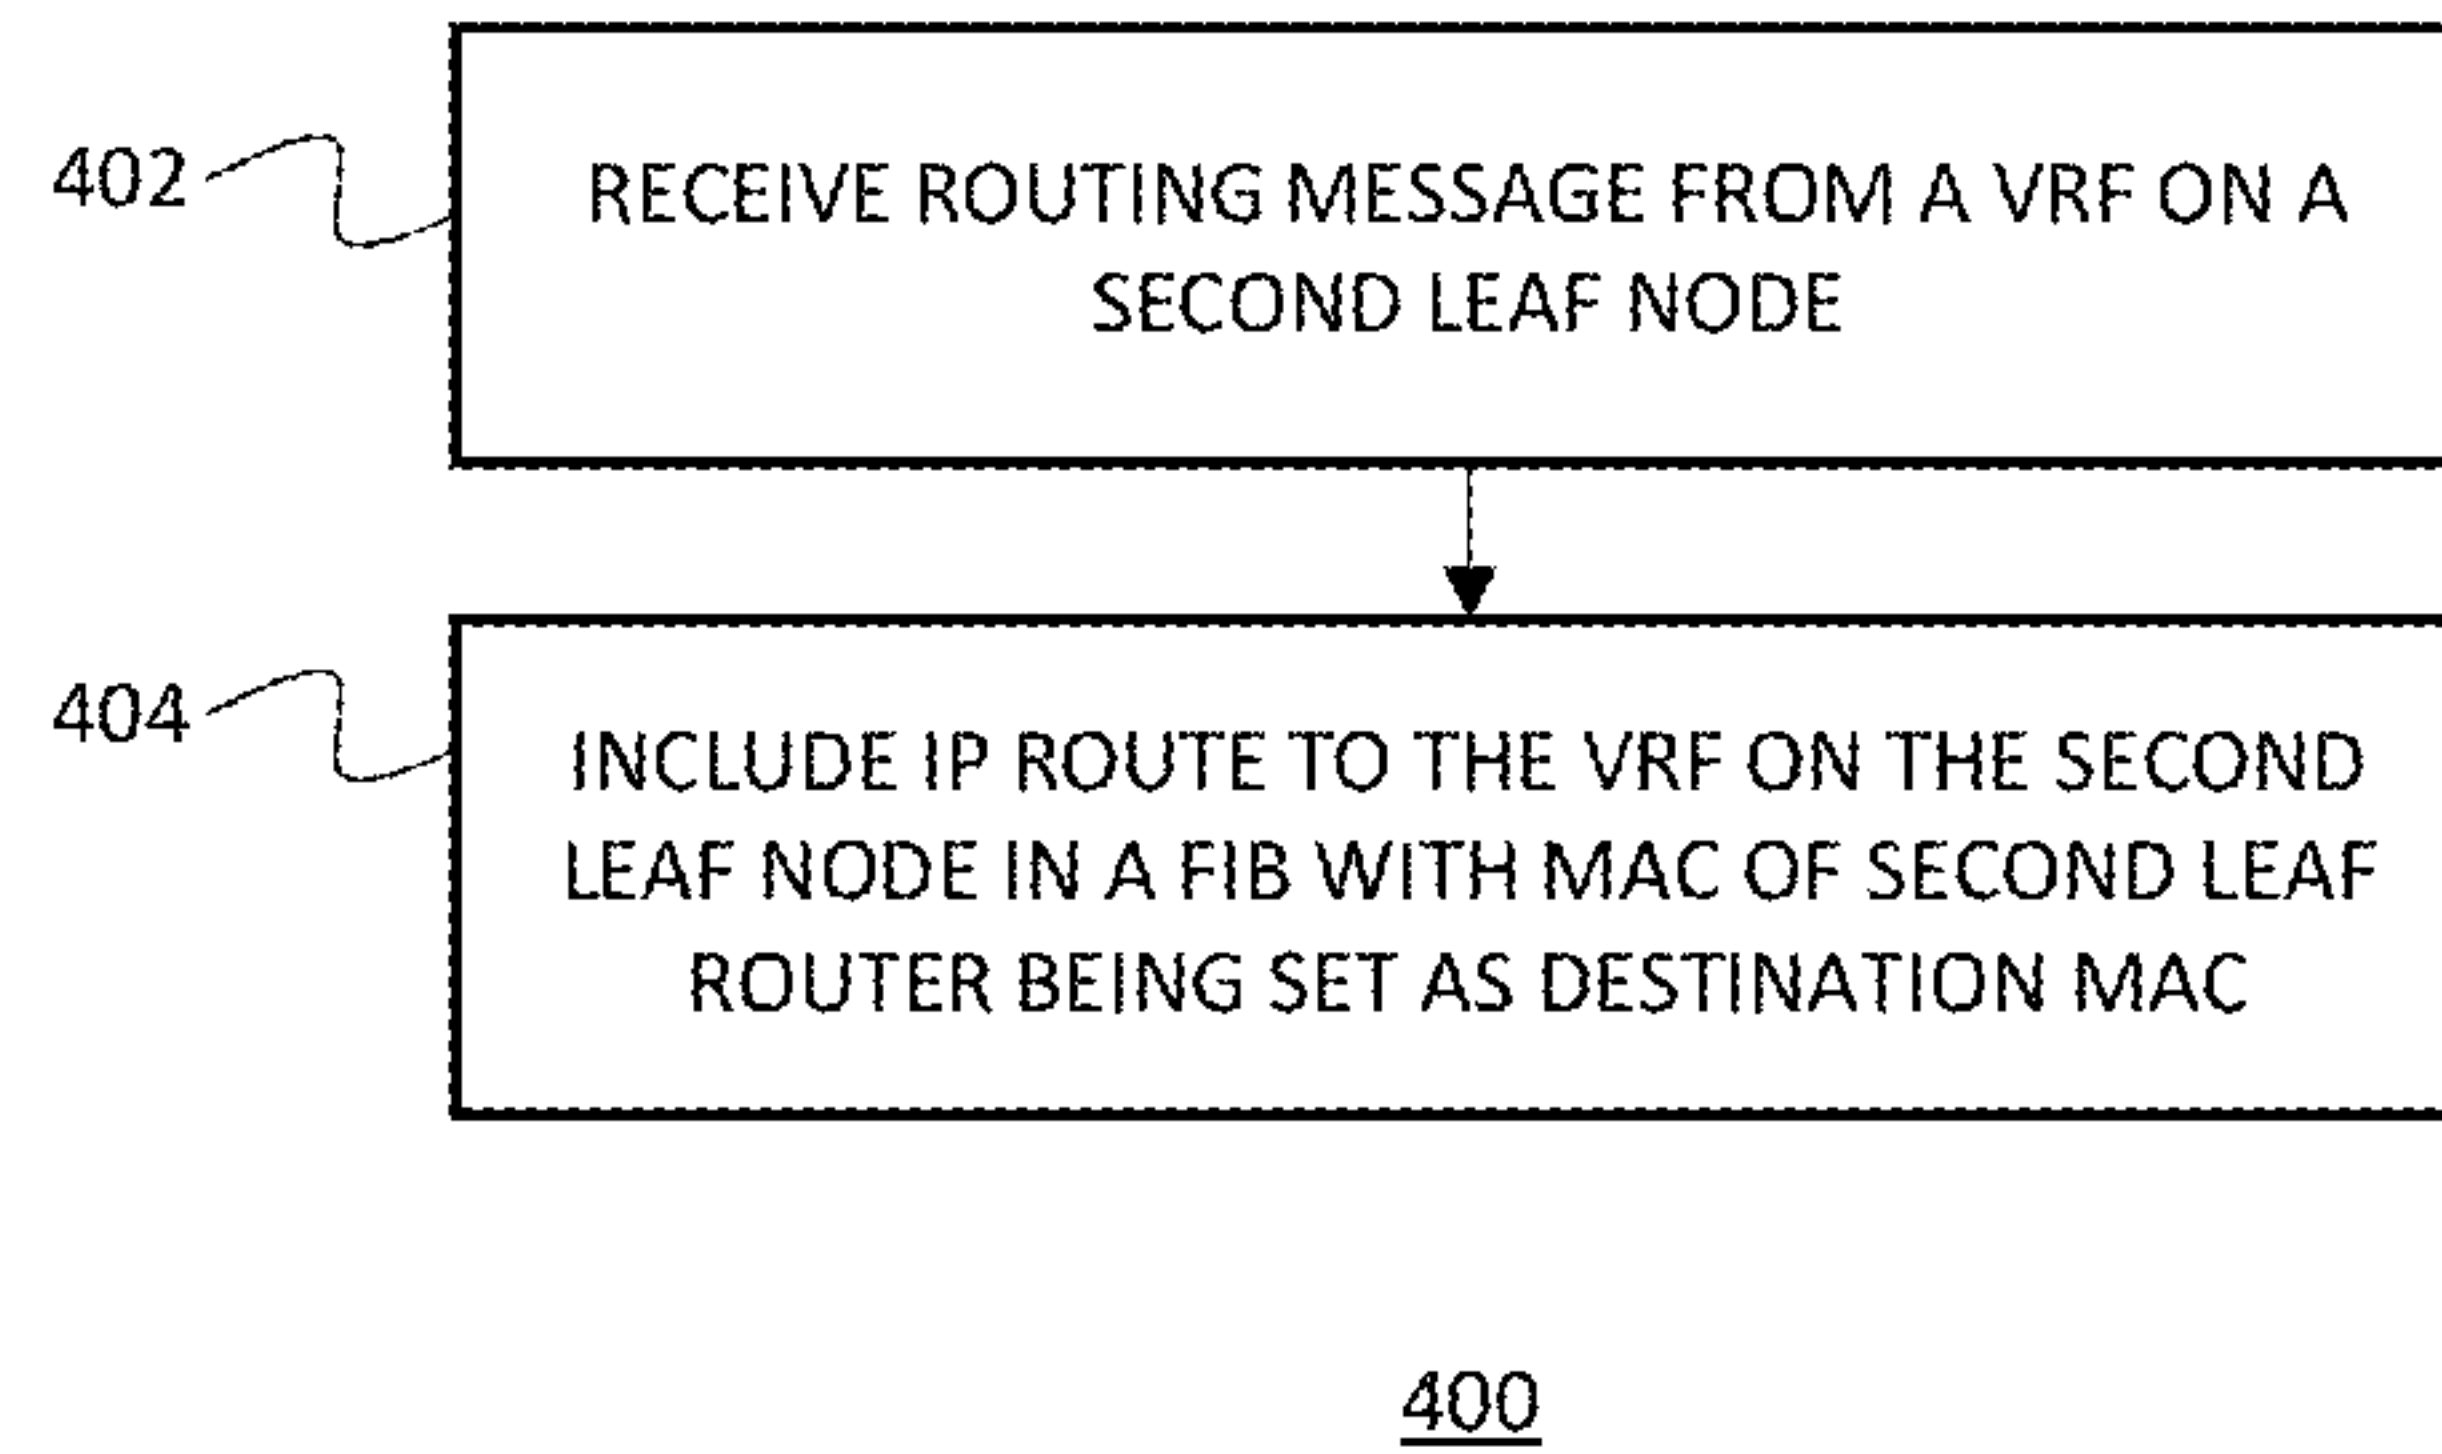 402
RECEIVE ROUTING MESSAGE FROM A VRF ON A
SECOND LEAF NODE
404
INCLUDE IP ROUTE TO THE VRF ON THE SECOND
LEAF NODE IN A FIB WITH MAC OF SECOND LEAF
ROUTER BEING SET AS DESTINATION MAC
400